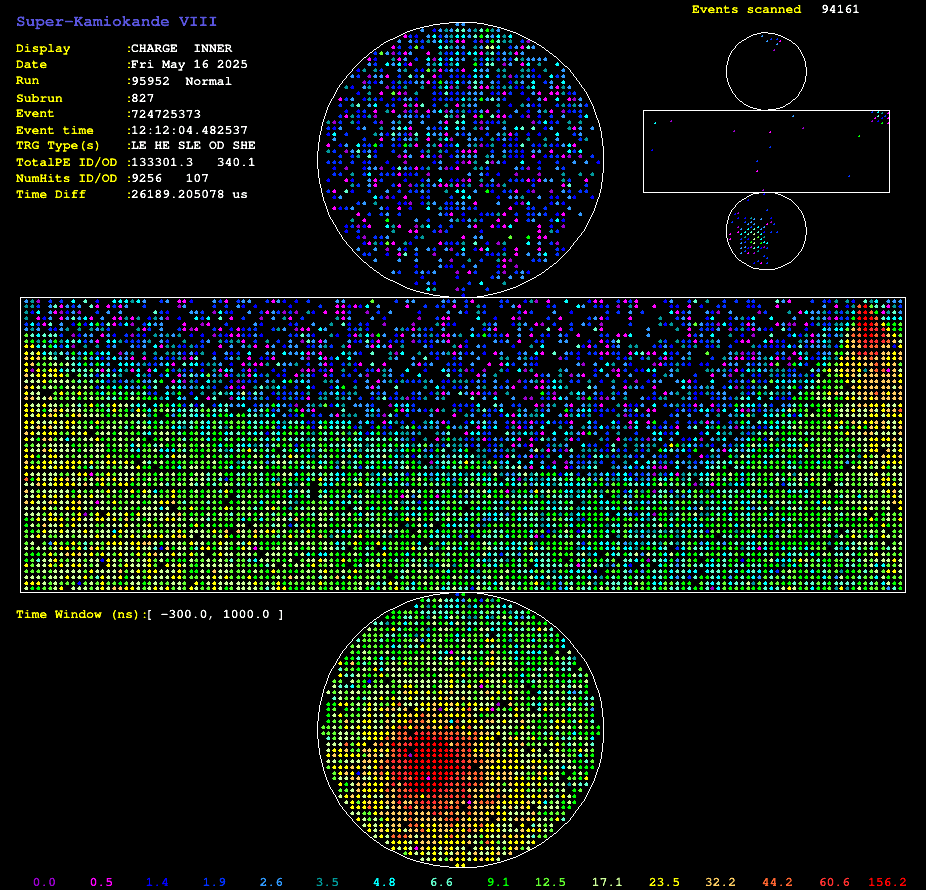 Super-Kamiokande VIII
Events scanned 94161
Display :CHARGE INNER
Date :Fri May 16 2025
Run :95952 Normal
Subrun :827
Event :724725373
Event time :12:12:04.482537
TRG Type(s) :LE HE SLE OD SHE
TotalPE ID/OD :133301.3 340.1
NumHits ID/OD :9256 107
Time Diff :26189.205078 us
Time Window (ns):[ -300.0, 1000.0 ]
0.0 0.5 1.4 1.9 2.6 3.5 4.8 6.6 9.1 12.5 17.1 23.5 32.2 44.2 60.6 156.2